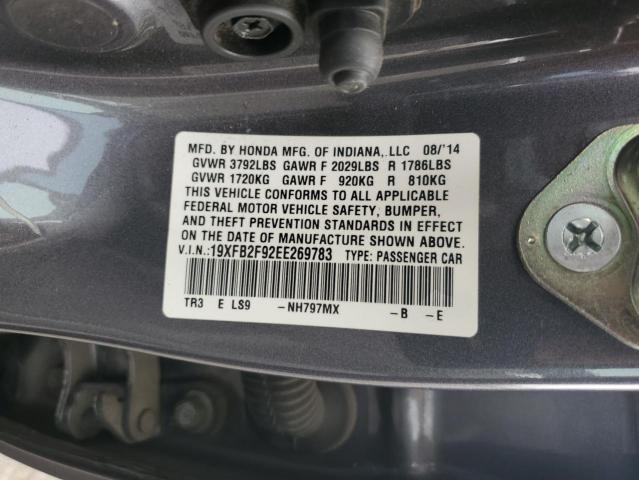 MFD. BY HONDA MFG. OF INDIANA, LLC 08/'14
GVWR 3792LBS GAWR F 2029LBS R 1786LBS
GVWR 1720KG GAWR F 920KG R 810KG
THIS VEHICLE CONFORMS TO ALL APPLICABLE
FEDERAL MOTOR VEHICLE SAFETY, BUMPER,
AND THEFT PREVENTION STANDARDS IN EFFECT
ON THE DATE OF MANUFACTURE SHOWN ABOVE.
V.I.N.:19XFB2F92EE269783 TYPE: PASSENGER CAR
TR3 E LS9 -NH797MX -B -E